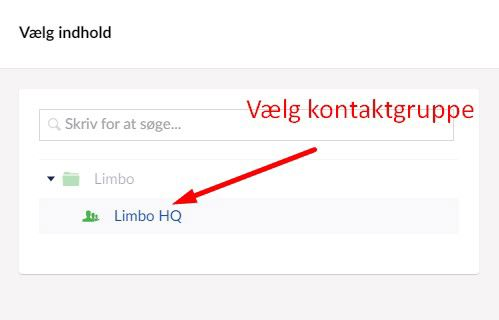 Vælg indhold
Vælg kontaktgruppe
Skriv for at søge...
Limbo
Limbo HQ